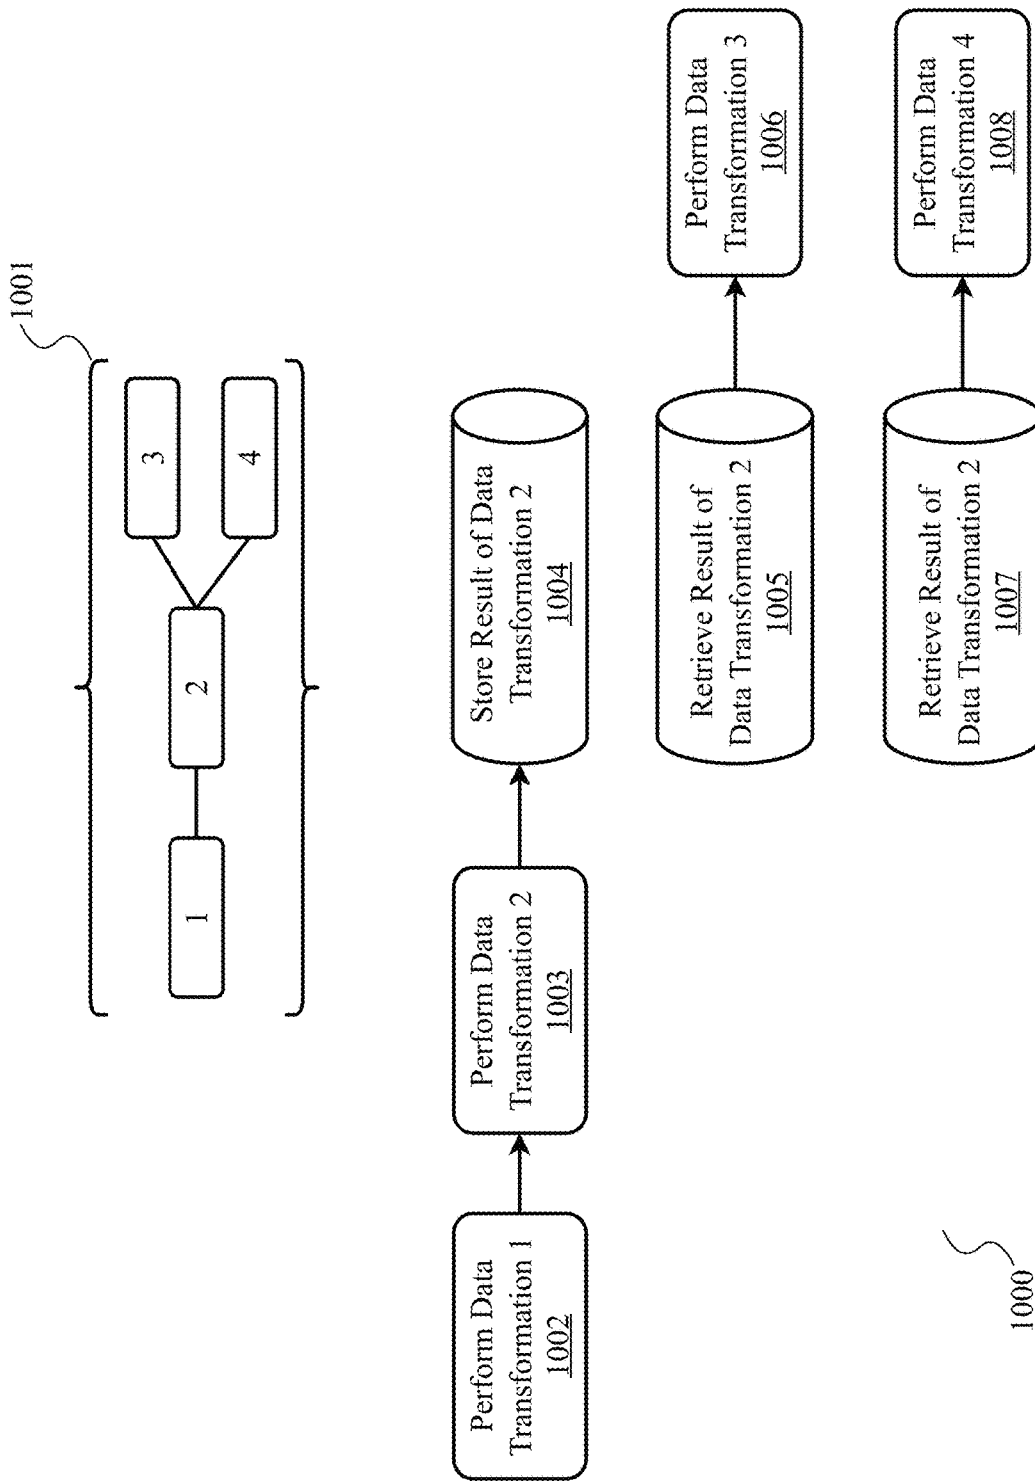 1001
1
2
3
4
Perform Data
Transformation 1
1002
Perform Data
Transformation 2
1003
Store Result of Data
Transformation 2
1004
Retrieve Result of
Data Transformation 2
1005
Perform Data
Transformation 3
1006
Retrieve Result of
Data Transformation 2
1007
Perform Data
Transformation 4
1008
1000